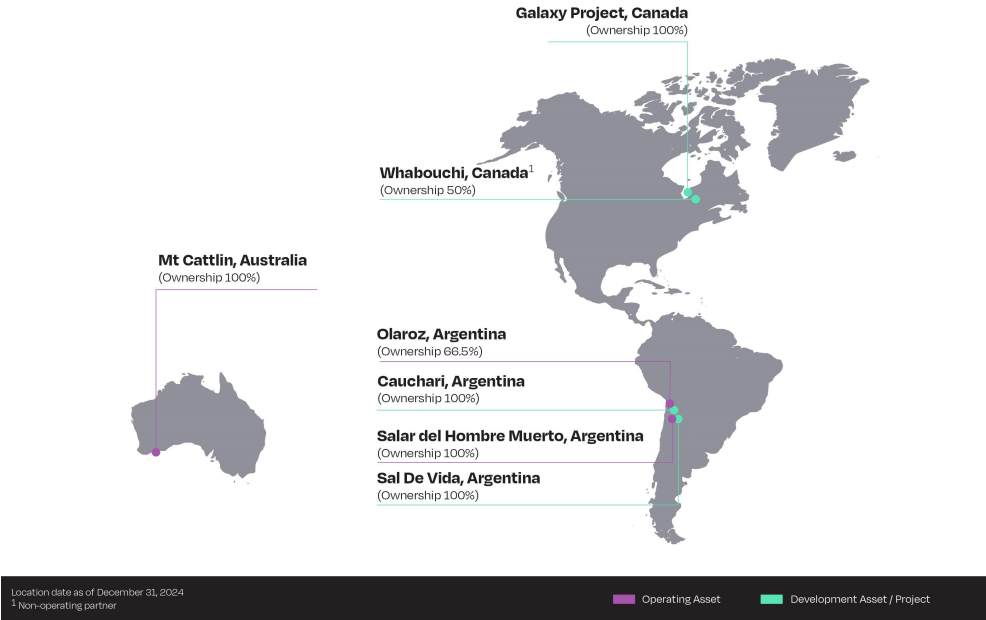 Galaxy Project, Canada
(Ownership 100%)
Whabouchi, Canada¹
(Ownership 50%)
Mt Cattlin, Australia
(Ownership 100%)
Olaroz, Argentina
(Ownership 66.5%)
Cauchari, Argentina
(Ownership 100%)
Salar del Hombre Muerto, Argentina
(Ownership 100%)
Sal De Vida, Argentina
(Ownership 100%)
Location date as of December 31, 2024
¹ Non-operating partner
Operating Asset
Development Asset / Project